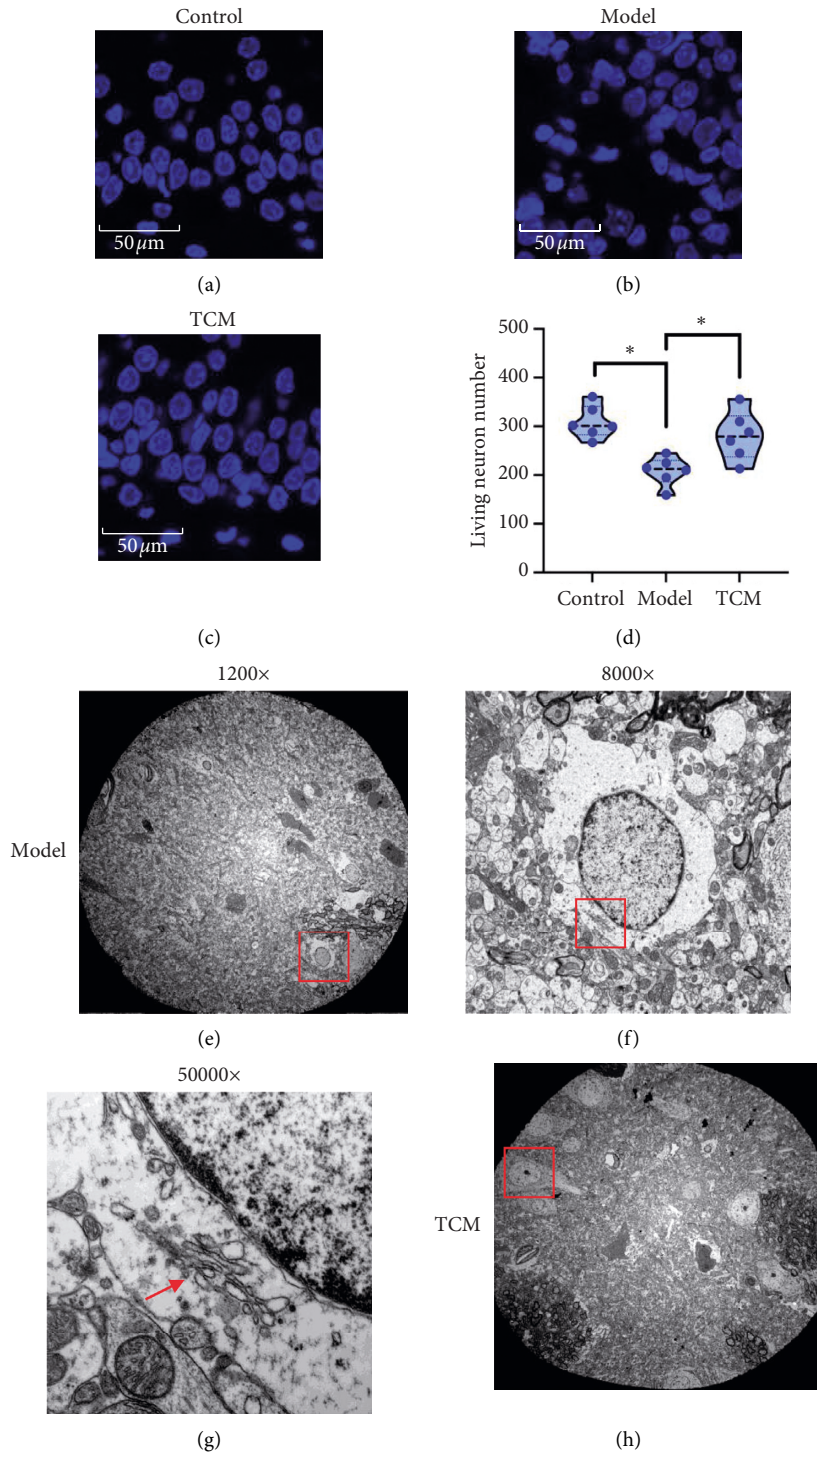 Control
Model
50 μm
50 μm
(a)
(b)
TCM
50 μm
(c)
Living neuron number
500
400
300
200
100
0
*
*
Control Model TCM
(d)
1200×
8000×
Model
(e)
(f)
50000×
TCM
(g)
(h)